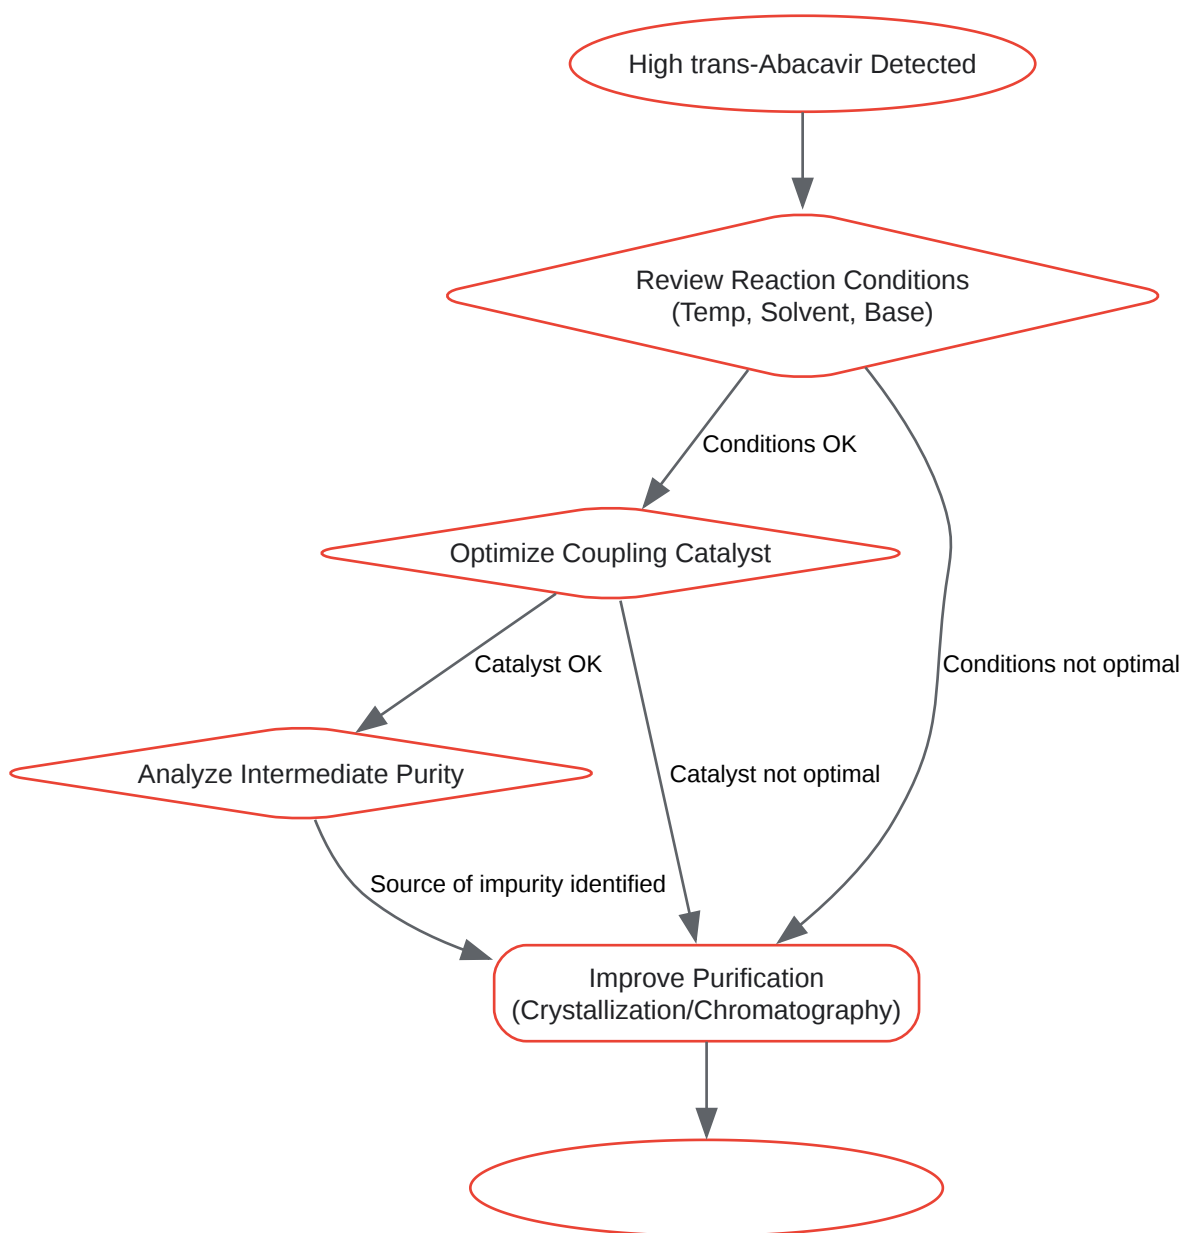 High trans-Abacavir Detected
Review Reaction Conditions
(Temp, Solvent, Base)
Conditions OK
Optimize Coupling Catalyst
Catalyst OK
Conditions not optimal
Analyze Intermediate Purity
Catalyst not optimal
Source of impurity identified
Improve Purification
(Crystallization/Chromatography)